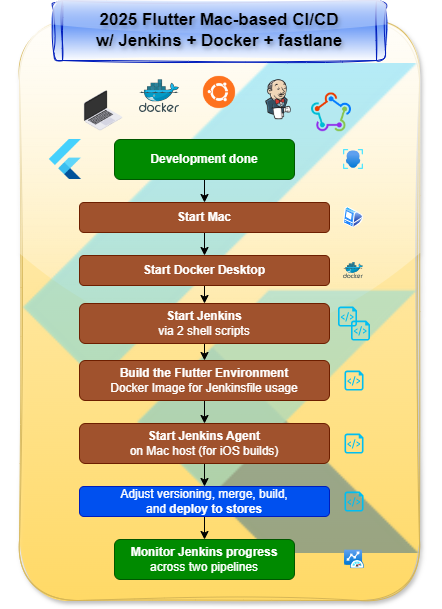 2025 Flutter Mac-based CI/CD
w/ Jenkins + Docker + fastlane
docker
Development done
Start Mac
Start Docker Desktop
docker
Start Jenkins
via 2 shell scripts
Build the Flutter Environment
Docker Image for Jenkinsfile usage
Start Jenkins Agent
on Mac host (for iOS builds)
Adjust versioning, merge, build,
and deploy to stores
Monitor Jenkins progress
across two pipelines